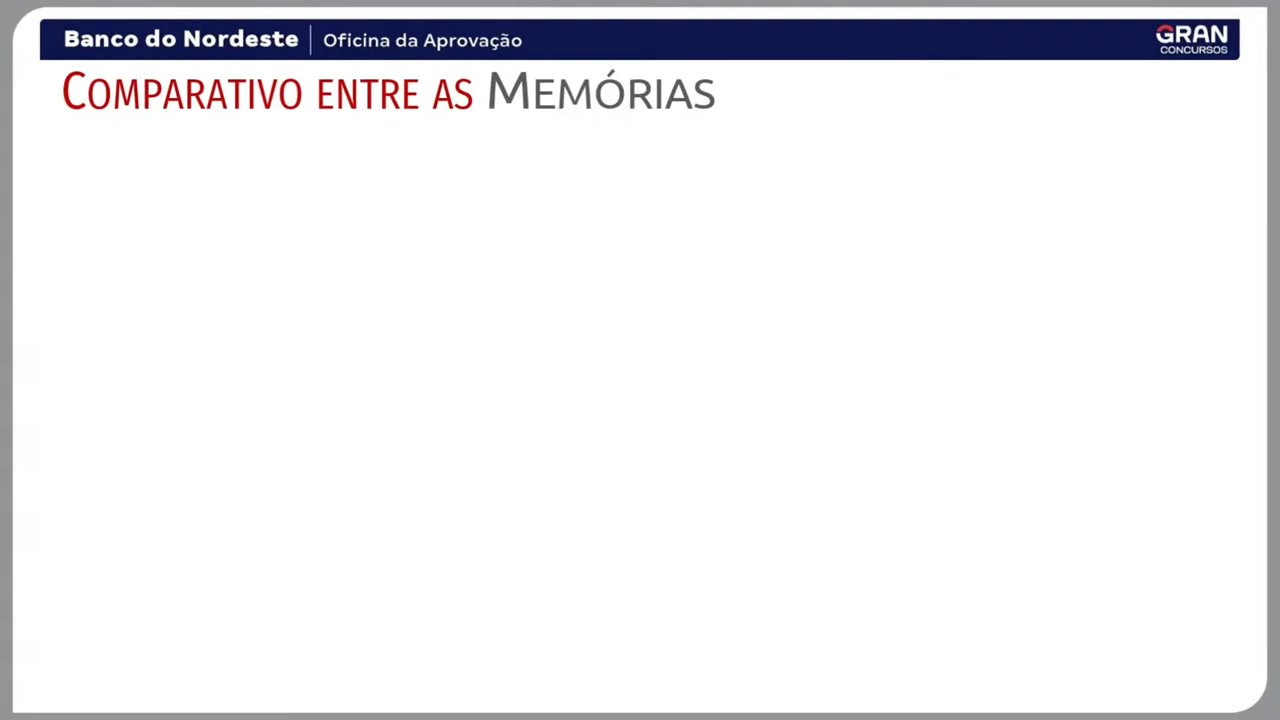 Banco do Nordeste | Oficina da Aprovação
GRAN
CONCURSOS
COMPARATIVO ENTRE AS MEMÓRIAS